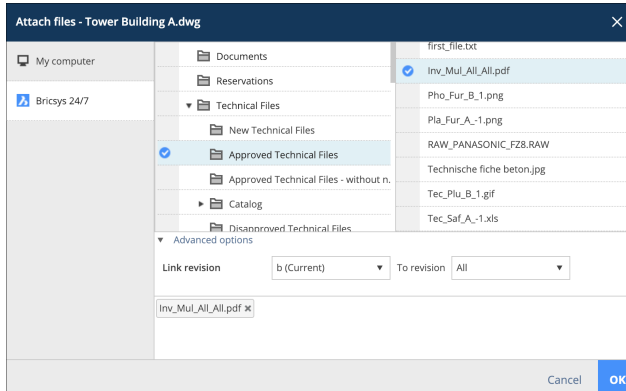 Attach files - Tower Building A.dwg
My computer
Bricsys 24/7
Documents
Reservations
Technical Files
New Technical Files
Approved Technical Files
Approved Technical Files - without n.
Catalog
Disapproved Technical Files
first_file.txt
Inv_Mul_All_All.pdf
Pho_Fur_B_1.png
Pla_Fur_A_-1.png
RAW_PANASONIC_FZ8.RAW
Technische fiche beton.jpg
Tec_Plu_B_1.gif
Tec_Saf_A_-1.xls
Advanced options
Link revision b (Current) To revision All
Inv_Mul_All_All.pdf
Cancel OK